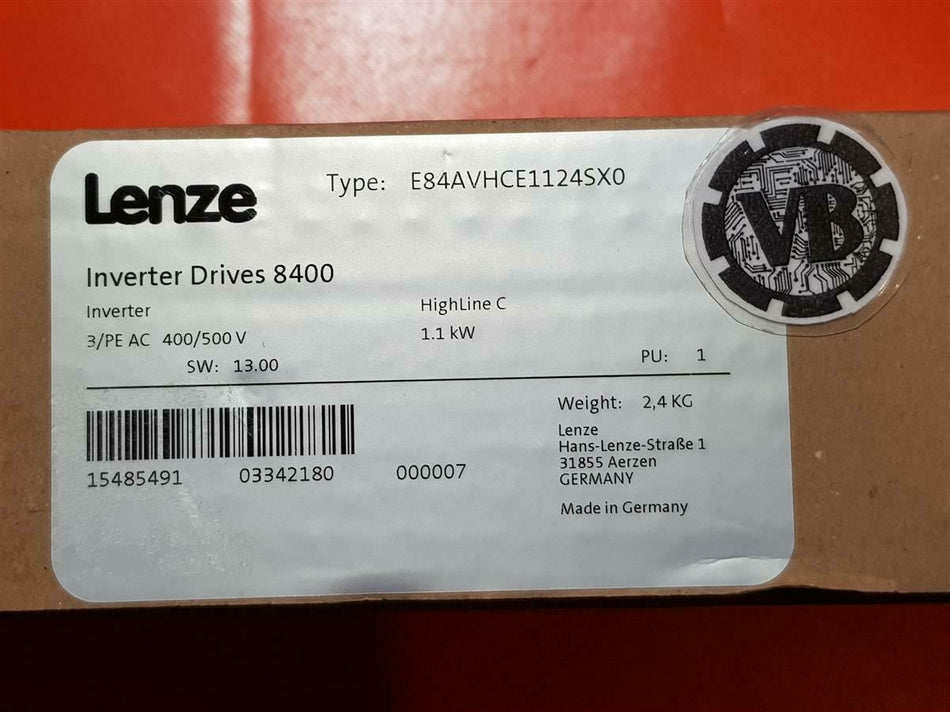 Lenze
Type: E84AVHCE1124SX0
VB
Inverter Drives 8400
Inverter
HighLine C
3/PE AC 400/500 V
1.1 kW
SW: 13.00
PU: 1
Weight: 2,4 KG
Lenze
Hans-Lenze-Straße 1
31855 Aerzen
GERMANY
Made in Germany
15485491 03342180 000007